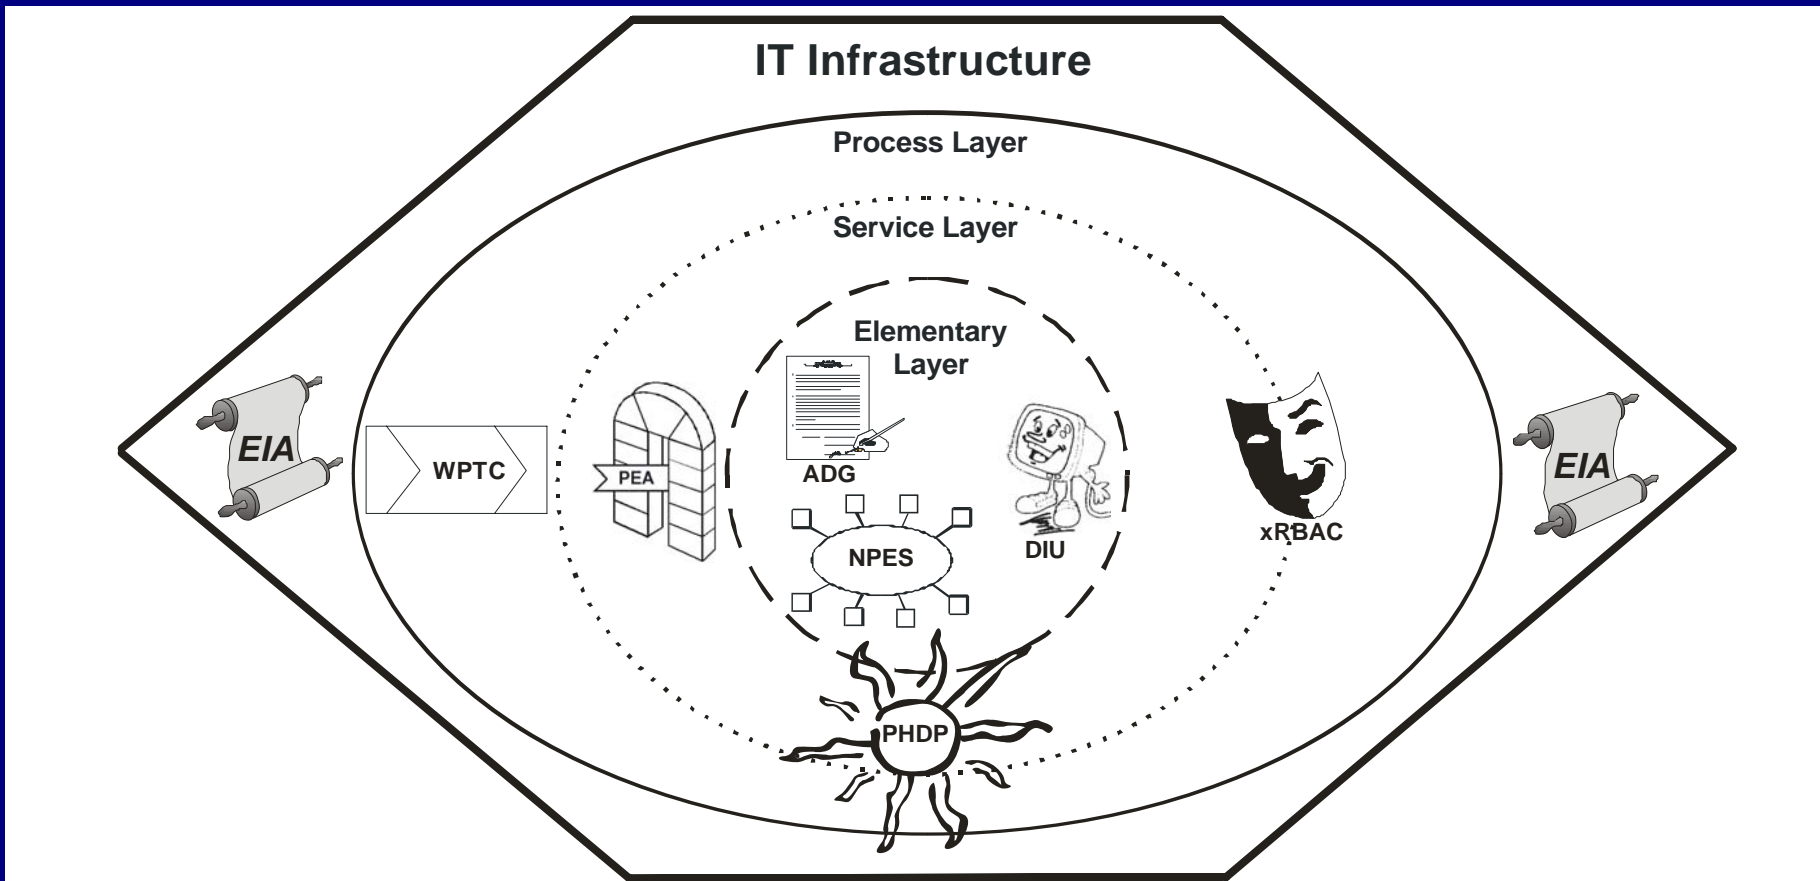 IT Infrastructure
Process Layer
Service Layer
Elementary
Layer
EIA
WPTC
PEA
ADG
NPES
DIU
xRBAC
EIA
PHDP